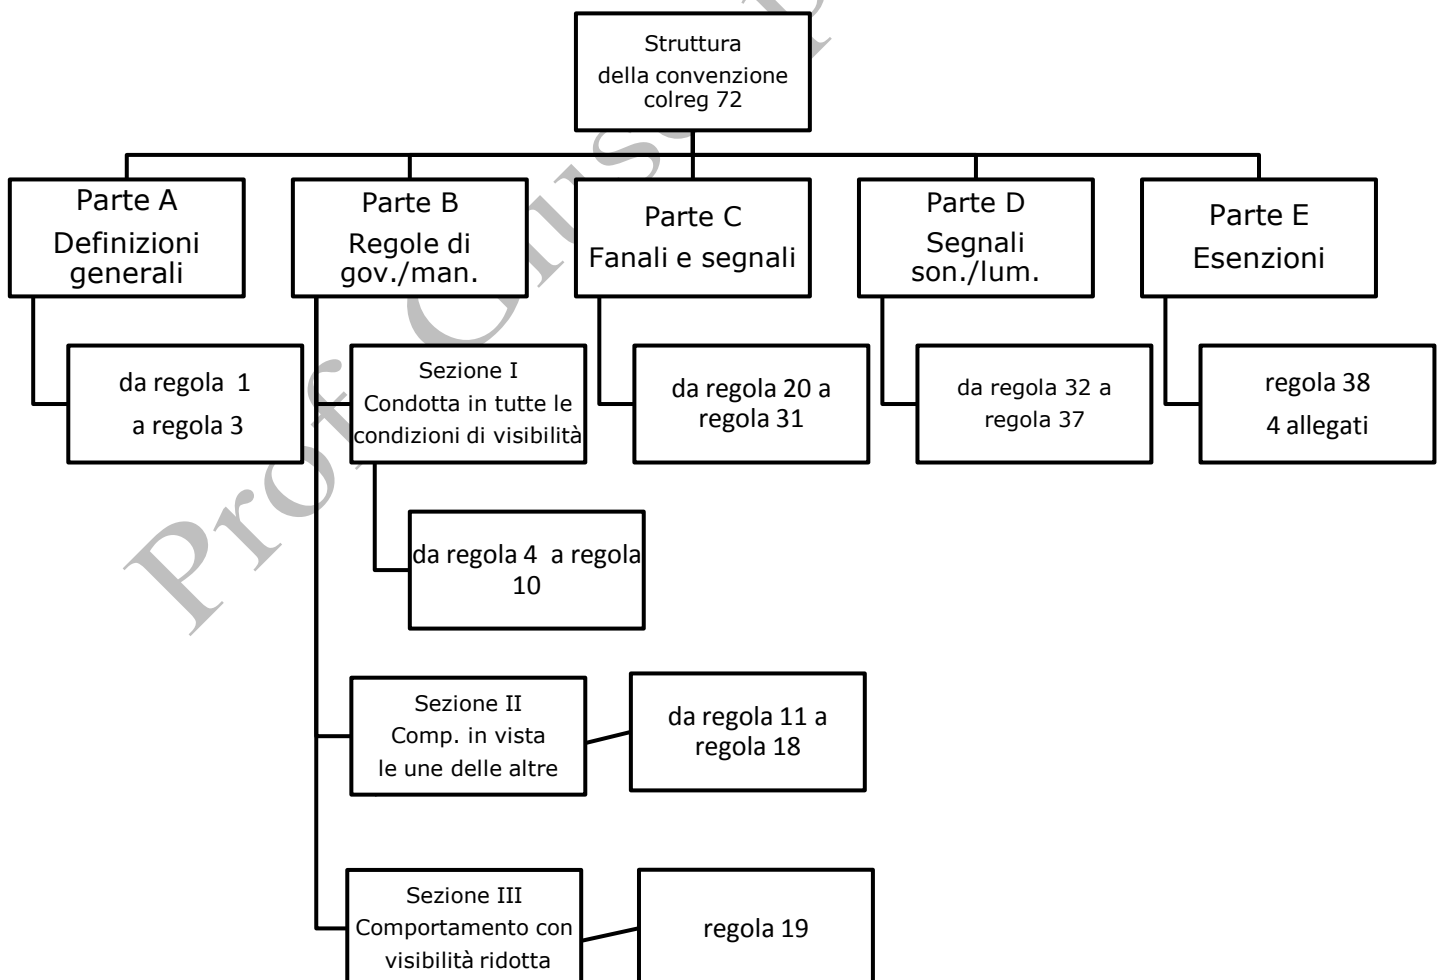 Struttura
della convenzione
colreg 72
Parte A
Definizioni
generali
Parte B
Regole di
gov./man.
Parte C
Fanali e segnali
Parte D
Segnali
son./lum.
Parte E
Esenzioni
da regola 1
a regola 3
Sezione I
Condotta in tutte le
condizioni di visibilità
da regola 20 a
regola 31
da regola 32 a
regola 37
regola 38
4 allegati
da regola 4 a regola
10
Sezione II
Comp. in vista
le une delle altre
da regola 11 a
regola 18
Sezione III
Comportamento con
visibilità ridotta
regola 19
Prof